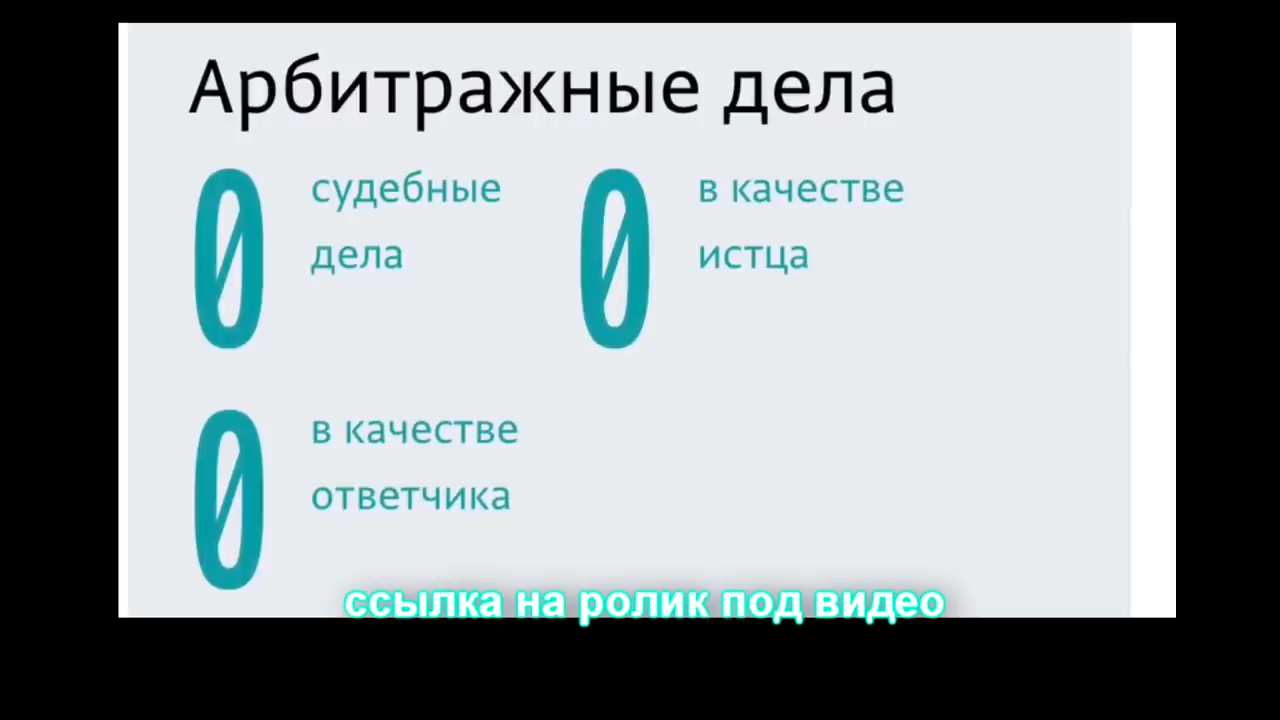 Арбитражные дела
0 судебные дела
0 в качестве истца
0 в качестве ответчика
ссылка на ролик под видео